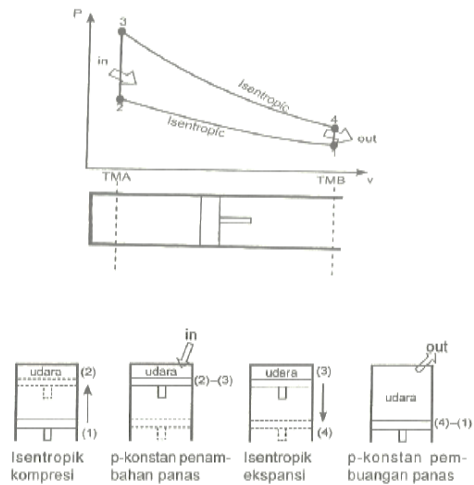 P
3
in
Isentropic
2
Isentropic
4
out
TMA
TMB
v
in
out
udara
(2)
(1)
udara
(2)–(3)
udara
(3)
(4)
udara
(4)–(1)
Isentropik
kompresi
p-konstan penam-
bahan panas
Isentropik
ekspansi
p-konstan pem-
buangan panas